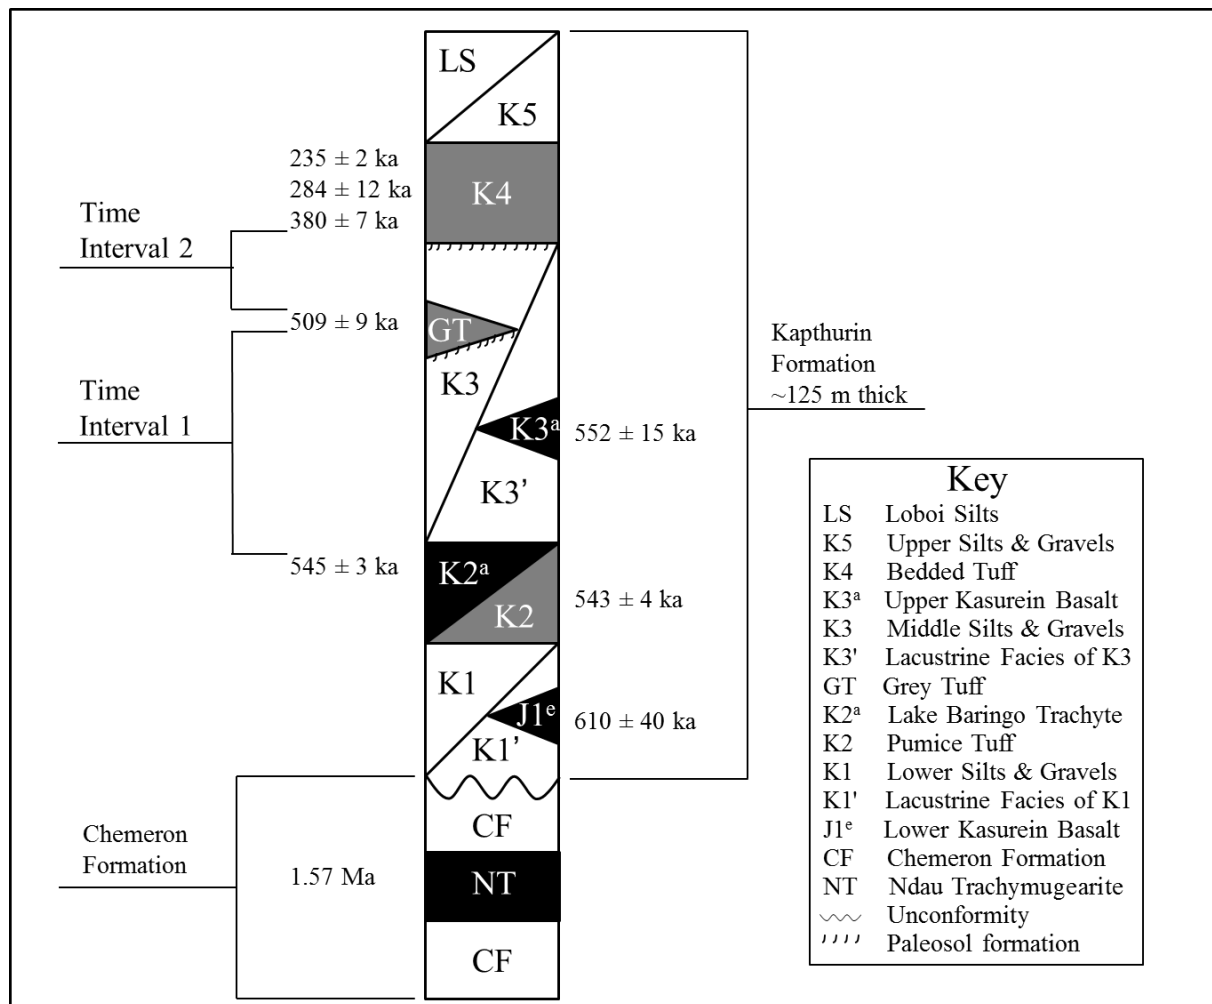 LS
K5
235 ± 2 ka
284 ± 12 ka
380 ± 7 ka
K4
Time
Interval 2
509 ± 9 ka
GT
K3
Time
Interval 1
K3ᵃ
552 ± 15 ka
K3’
545 ± 3 ka
K2ᵃ
K2
543 ± 4 ka
K1
J1ᵉ
610 ± 40 ka
K1’
Kapthurin
Formation
~125 m thick
CF
Chemeron
Formation
1.57 Ma
NT
CF
Key
LS Loboi Silts
K5 Upper Silts & Gravels
K4 Bedded Tuff
K3ᵃ Upper Kasurein Basalt
K3 Middle Silts & Gravels
K3' Lacustrine Facies of K3
GT Grey Tuff
K2ᵃ Lake Baringo Trachyte
K2 Pumice Tuff
K1 Lower Silts & Gravels
K1' Lacustrine Facies of K1
J1ᵉ Lower Kasurein Basalt
CF Chemeron Formation
NT Ndau Trachymugearite
Unconformity
Paleosol formation